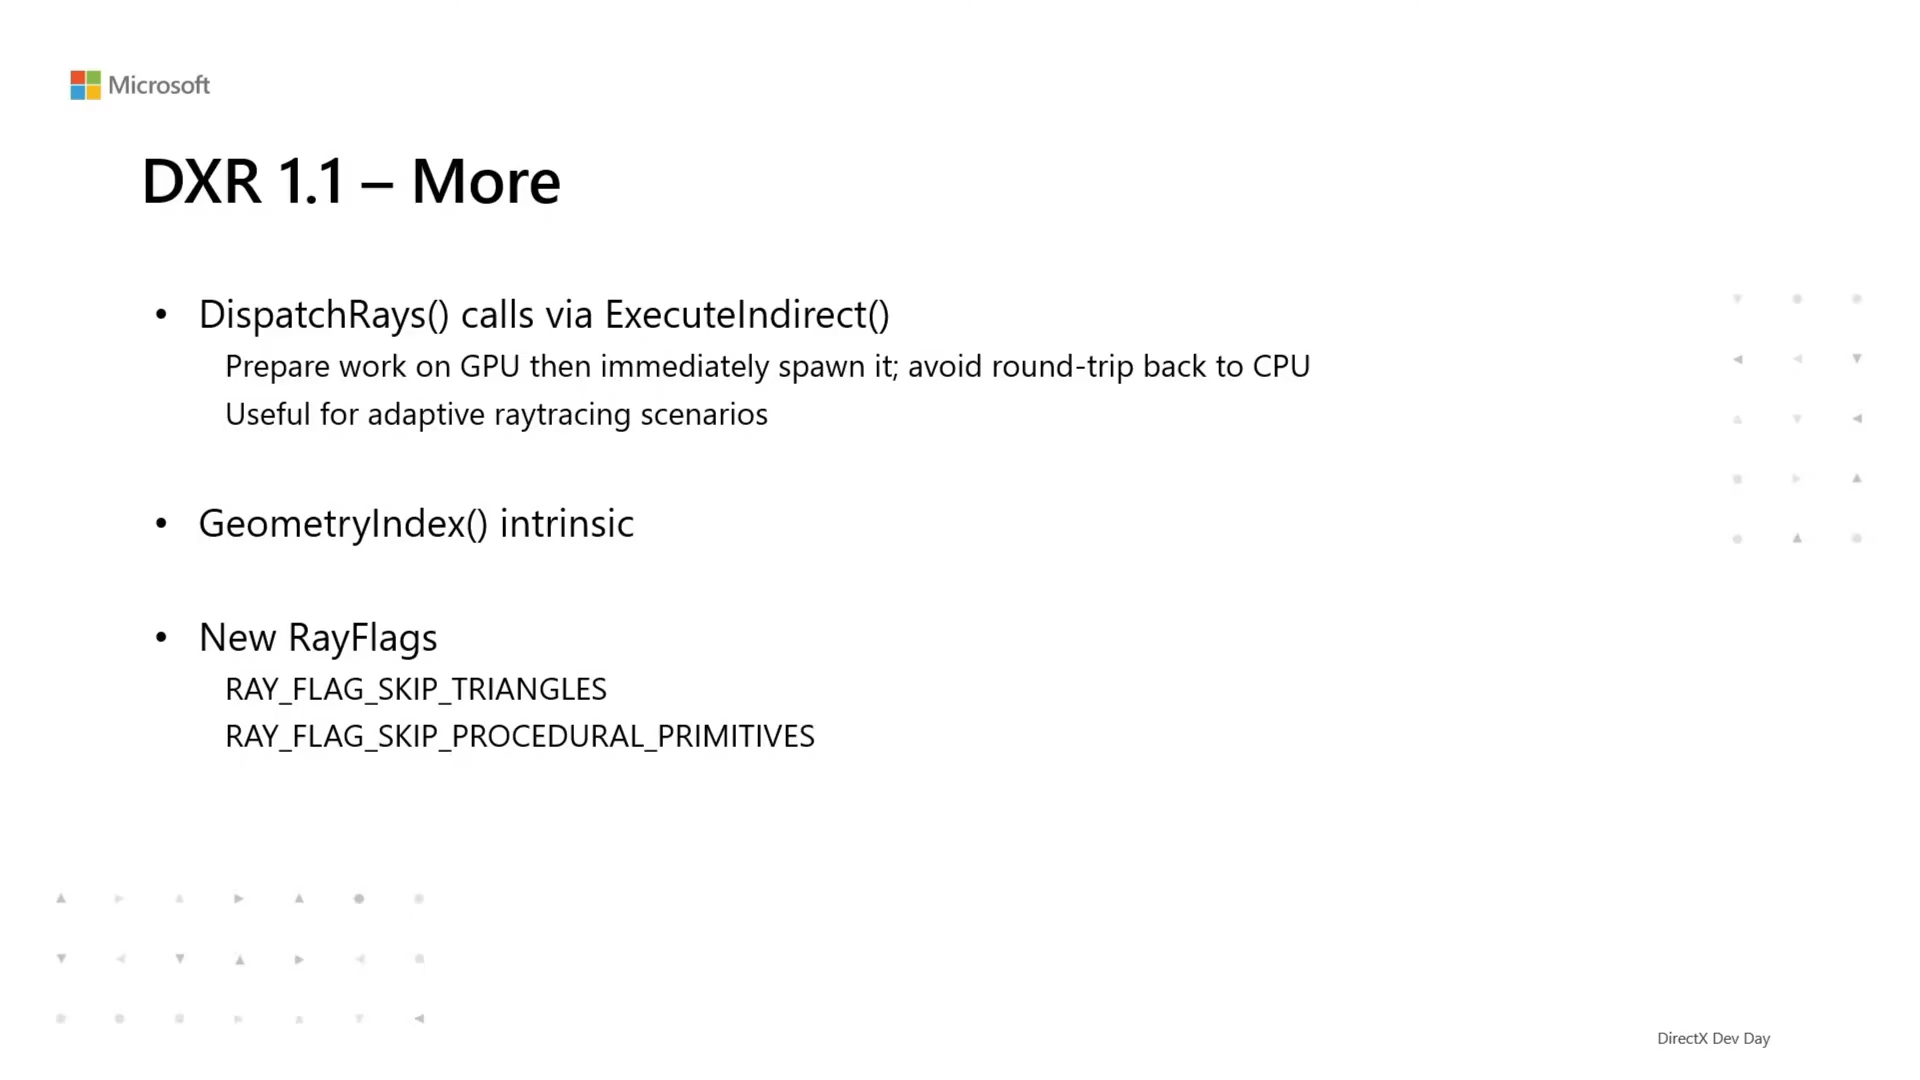 Microsoft
DXR 1.1 – More
• DispatchRays() calls via ExecuteIndirect()
Prepare work on GPU then immediately spawn it; avoid round-trip back to CPU
Useful for adaptive raytracing scenarios
• GeometryIndex() intrinsic
• New RayFlags
RAY_FLAG_SKIP_TRIANGLES
RAY_FLAG_SKIP_PROCEDURAL_PRIMITIVES
DirectX Dev Day